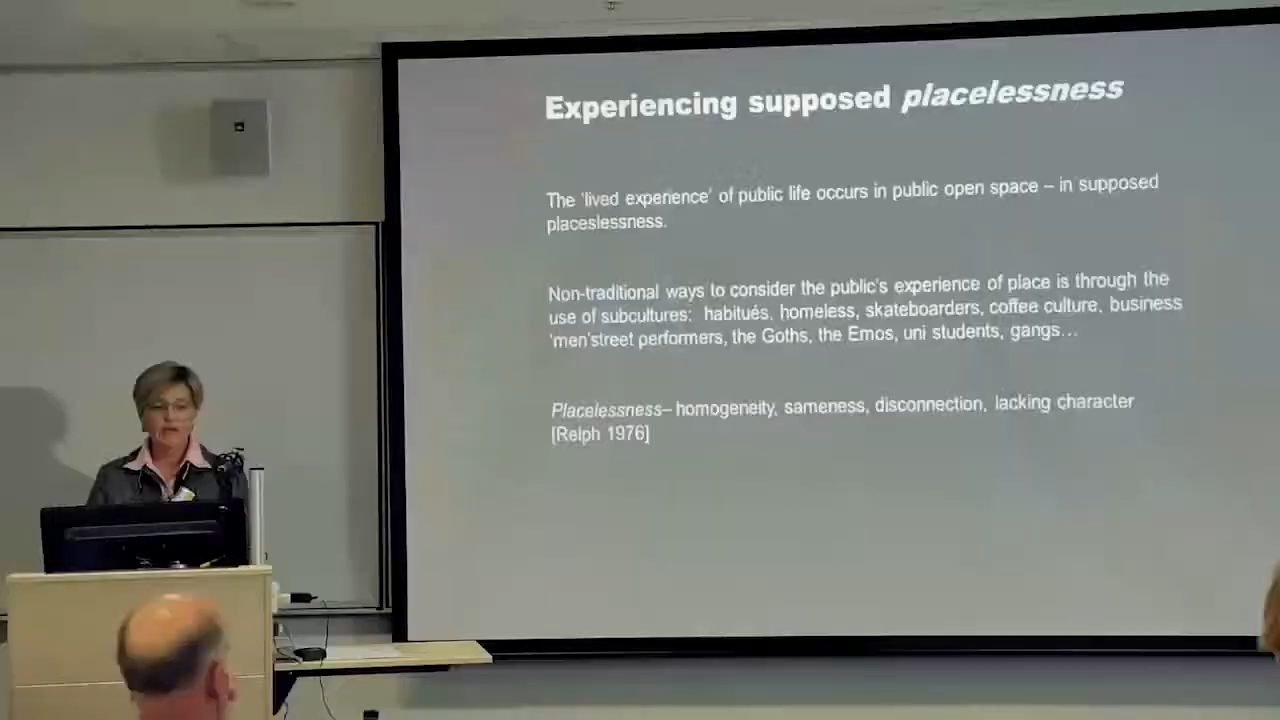 Experiencing supposed placelessness
The 'lived experience' of public life occurs in public open space – in supposed
placeslessness.
Non-traditional ways to consider the public's experience of place is through the
use of subcultures: habitués, homeless, skateboarders, coffee culture, business
'men'street performers, the Goths, the Emos, uni students, gangs…
Placelessness– homogeneity, sameness, disconnection, lacking character
[Relph 1976]